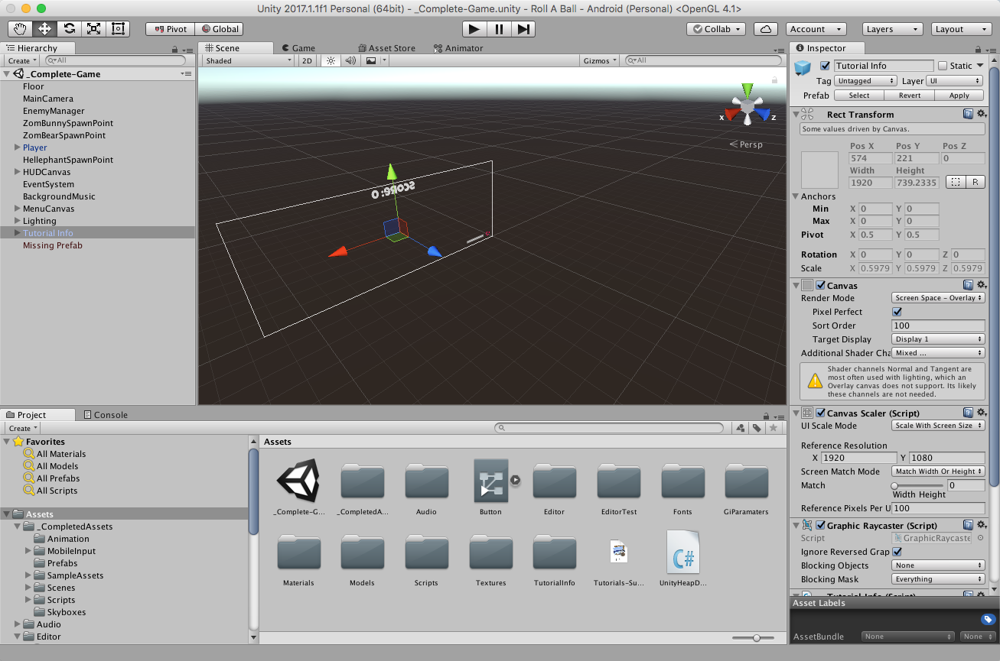 Unity 2017.1.1f1 Personal (64bit) - _Complete-Game.unity - Roll A Ball - Android (Personal) <OpenGL 4.1>
Pivot Global Collab Account Layers Layout
Hierarchy
Create All
_Complete-Game
Floor
MainCamera
EnemyManager
ZomBunnySpawnPoint
ZomBearSpawnPoint
Player
HellephantSpawnPoint
HUDCanvas
EventSystem
BackgroundMusic
MenuCanvas
Lighting
Tutorial Info
Missing Prefab
Scene Game Asset Store Animator
Shaded 2D Gizmos All
x z
Persp
score: 0
Inspector
Tutorial Info Static
Tag Untagged Layer UI
Prefab Select Revert Apply
Rect Transform
Some values driven by Canvas.
Pos X Pos Y Pos Z
574 221 0
Width Height
1920 739.2335 R
Anchors
Min X 0 Y 0
Max X 0 Y 0
Pivot X 0.5 Y 0.5
Rotation X 0 Y 0 Z 0
Scale X 0.5979 Y 0.5979 Z 0.5979
Canvas
Render Mode Screen Space - Overlay
Pixel Perfect
Sort Order 100
Target Display Display 1
Additional Shader Cha Mixed ...
Shader channels Normal and Tangent are
most often used with lighting, which an
Overlay canvas does not support. Its likely
these channels are not needed.
Canvas Scaler (Script)
UI Scale Mode Scale With Screen Size
Reference Resolution
X 1920 Y 1080
Screen Match Mode Match Width Or Height
Match 0
Width Height
Reference Pixels Per U 100
Graphic Raycaster (Script)
Script GraphicRaycaste
Ignore Reversed Grap
Blocking Objects None
Blocking Mask Everything
Tutorial Info (Script)
Asset Labels
AssetBundle None None
Project Console
Create
Favorites
All Materials
All Models
All Prefabs
All Scripts
Assets
_CompletedAssets
Animation
MobileInput
Prefabs
SampleAssets
Scenes
Scripts
Skyboxes
Audio
Editor
Assets
_Complete-G... _CompletedA... Audio Button Editor EditorTest Fonts GiParamaters
C#
Materials Models Scripts Textures TutorialInfo Tutorials-Su... UnityHeapD...